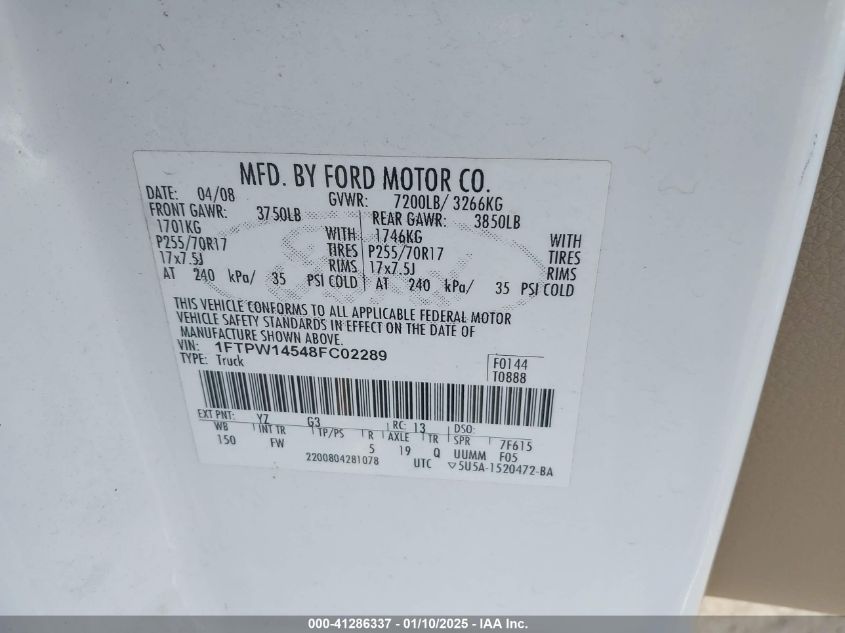 MFD. BY FORD MOTOR CO.
DATE: 04/08 GVWR: 7200LB/ 3266KG
FRONT GAWR: 3750LB REAR GAWR: 3850LB
1701KG WITH 1746KG WITH
P255/70R17 TIRES P255/70R17 TIRES
17x7.5J RIMS 17x7.5J RIMS
AT 240 kPa/ 35 PSI COLD AT 240 kPa/ 35 PSI COLD
THIS VEHICLE CONFORMS TO ALL APPLICABLE FEDERAL MOTOR
VEHICLE SAFETY STANDARDS IN EFFECT ON THE DATE OF
MANUFACTURE SHOWN ABOVE.
VIN: 1FTPW14548FC02289
TYPE: Truck
F0144
T0888
EXT PNT: YZ G3 RC: 13 DSO:
WB INT TR TP/PS R AXLE TR SPR 7F615
150 FW 5 19 Q UUMM F05
2200804281078 UTC ▽5U5A-1520472-BA
000-41286337 - 01/10/2025 - IAA Inc.